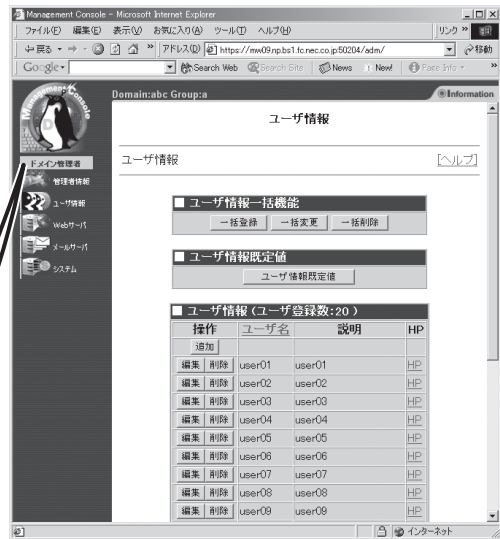 Management Console - Microsoft Internet Explorer
ファイル(F) 編集(E) 表示(V) お気に入り(A) ツール(T) ヘルプ(H) リンク »
戻る アドレス(D) https://mw09.np.bs1.fc.nec.co.jp:50204/adm/ 移動
Google Search Web Search Site News New! Page Info »
Management Console
Domain:abc Group:a
Information
ユーザ情報
ドメイン管理者
管理者情報
ユーザ情報
Webサーバ
メールサーバ
システム
ユーザ情報 [ヘルプ]
■ ユーザ情報一括機能
一括登録 一括変更 一括削除
■ ユーザ情報既定値
ユーザ情報既定値
■ ユーザ情報(ユーザ登録数:20)
操作 ユーザ名 説明 HP
追加
編集 削除 user01 user01 HP
編集 削除 user02 user02 HP
編集 削除 user03 user03 HP
編集 削除 user04 user04 HP
編集 削除 user05 user05 HP
編集 削除 user06 user06 HP
編集 削除 user07 user07 HP
編集 削除 user08 user08 HP
編集 削除 user09 user09 HP
インターネット